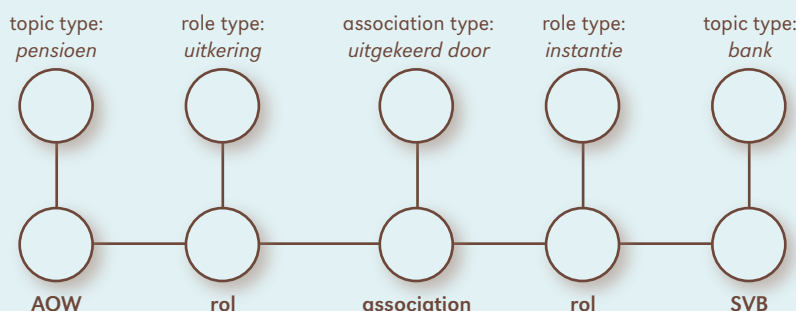 topic type:
pensioen
role type:
uitkering
association type:
uitgekeerd door
role type:
instantie
topic type:
bank
AOW
rol
association
rol
SVB